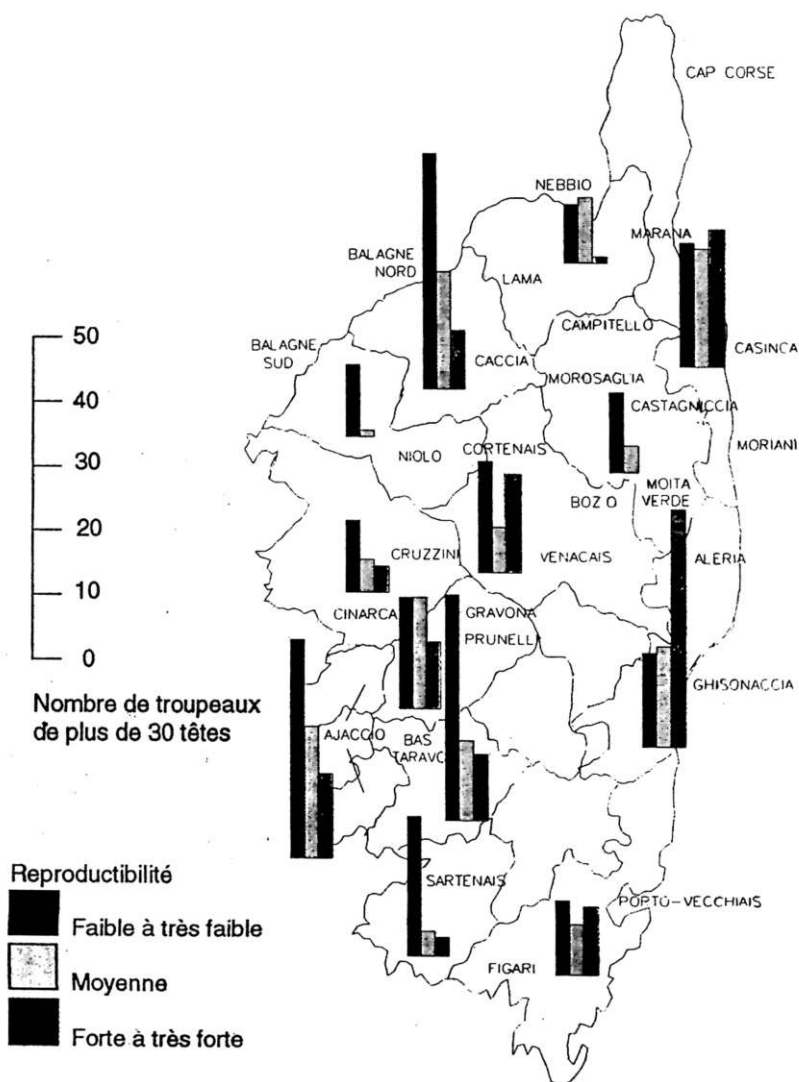 CAP CORSE
NEBBIO
MARANA
BALAGNE
NORD
LAMA
CAMPITELLO
50
BALAGNE
SUD
CACCIA
CASINCA
MOROSAGLIA
40
CASTAGNICCIA
MORIANI
30
NIOLO
CORTENAIS
MOITA
BOZIO
VERDE
20
CRUZZINI
VENACAIS
ALERIA
10
CINARCA
GRAVONA
PRUNELLI
0
GHISONACCIA
Nombre de troupeaux
de plus de 30 têtes
AJACCIO
BAS
TARAVO
Reproductibilité
SARTENAIS
PORTO-VECCHIAIS
Faible à très faible
FIGARI
Moyenne
Forte à très forte